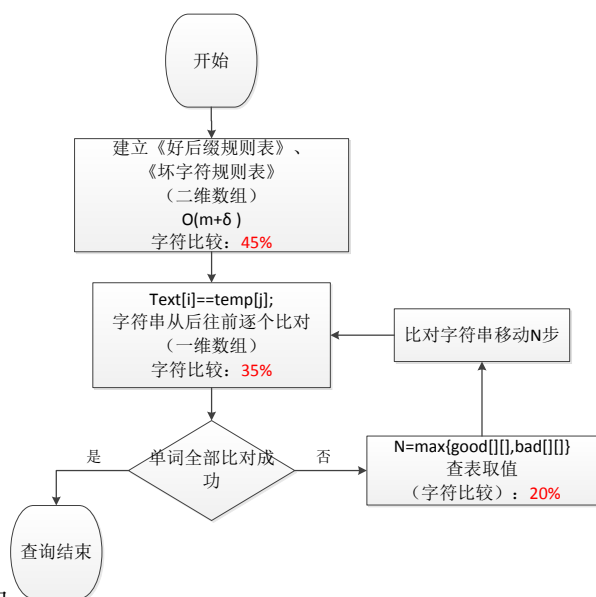 开始
建立《好后缀规则表》、
《坏字符规则表》
（二维数组）
O(m+δ )
字符比较：45%
Text[i]==temp[j];
字符串从后往前逐个比对
（一维数组）
字符比较：35%
比对字符串移动N步
单词全部比对成
功
是
否
N=max{good[][],bad[][]}
查表取值
（字符比较）：20%
查询结束